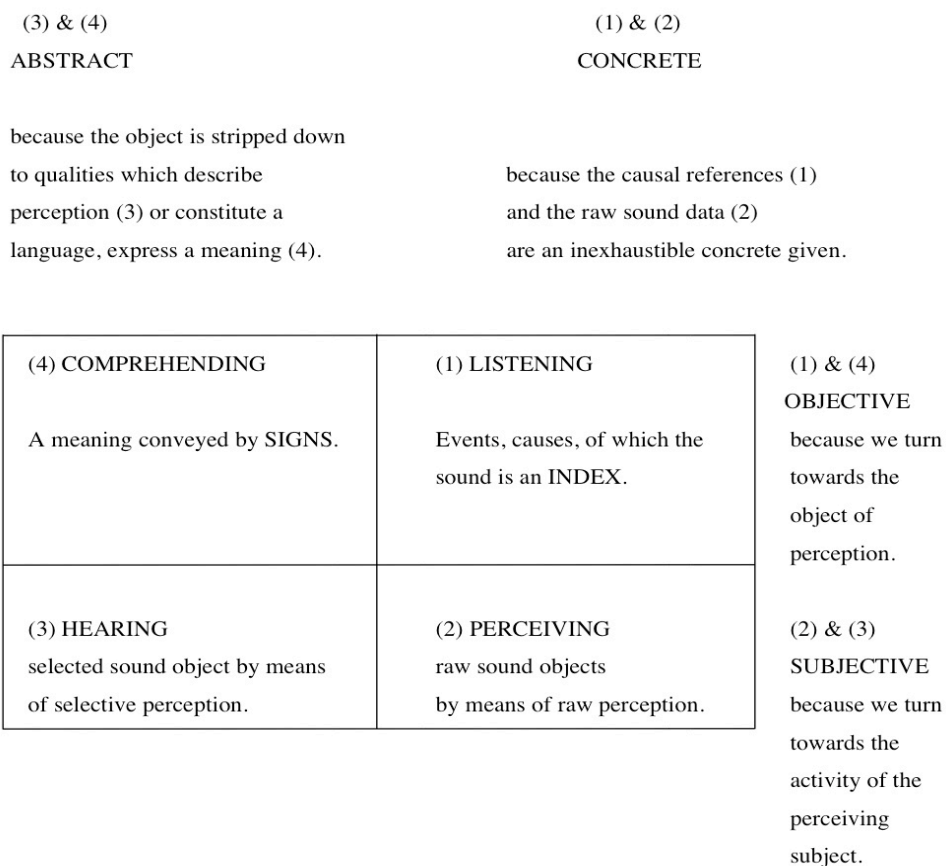 (3) & (4)
ABSTRACT
because the object is stripped down
to qualities which describe
perception (3) or constitute a
language, express a meaning (4).
(1) & (2)
CONCRETE
because the causal references (1)
and the raw sound data (2)
are an inexhaustible concrete given.
(4) COMPREHENDING
A meaning conveyed by SIGNS.
(1) LISTENING
Events, causes, of which the
sound is an INDEX.
(1) & (4)
OBJECTIVE
because we turn
towards the
object of
perception.
(3) HEARING
selected sound object by means
of selective perception.
(2) PERCEIVING
raw sound objects
by means of raw perception.
(2) & (3)
SUBJECTIVE
because we turn
towards the
activity of the
perceiving
subject.